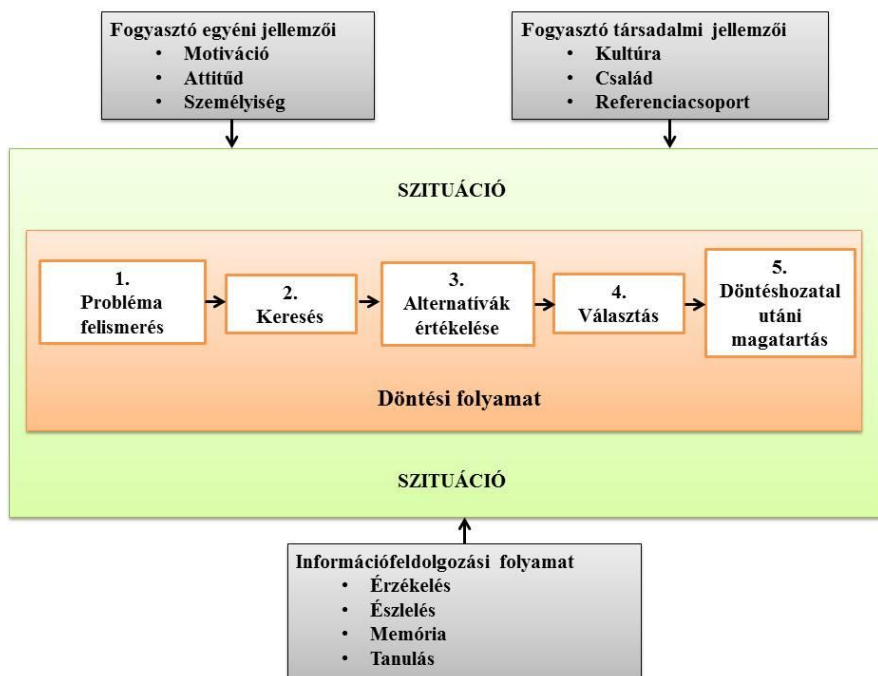 Fogyasztó egyéni jellemzői
• Motiváció
• Attitűd
• Személyiség
Fogyasztó társadalmi jellemzői
• Kultúra
• Család
• Referenciacsoport
SZITUÁCIÓ
1.
Probléma
felismerés
2.
Keresés
3.
Alternatívák
értékelése
4.
Választás
5.
Döntéshozatal
utáni
magatartás
Döntési folyamat
SZITUÁCIÓ
Információfeldolgozási folyamat
• Érzékelés
• Észlelés
• Memória
• Tanulás